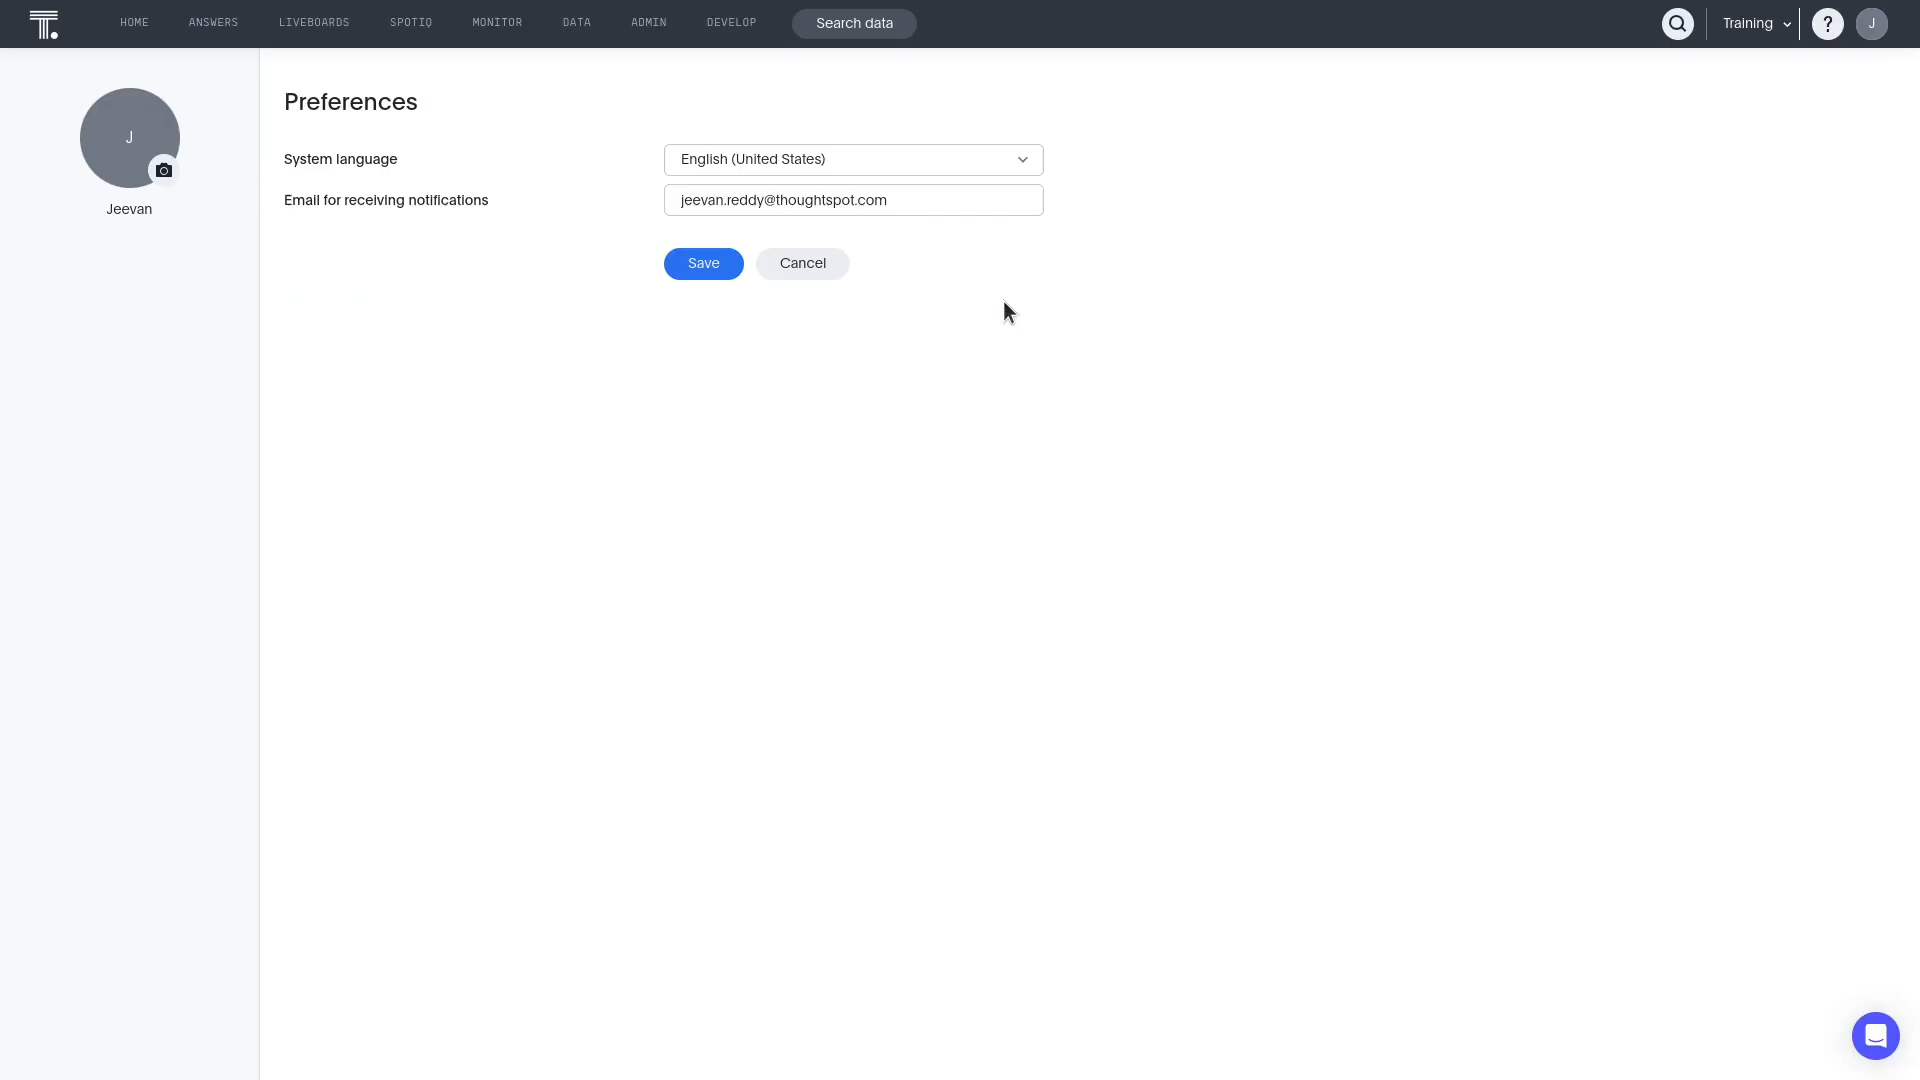 T. HOME ANSWERS LIVEBOARDS SPOTIQ MONITOR DATA ADMIN DEVELOP Search data Training ? J
J
Jeevan
Preferences
System language English (United States)
Email for receiving notifications jeevan.reddy@thoughtspot.com
Save Cancel